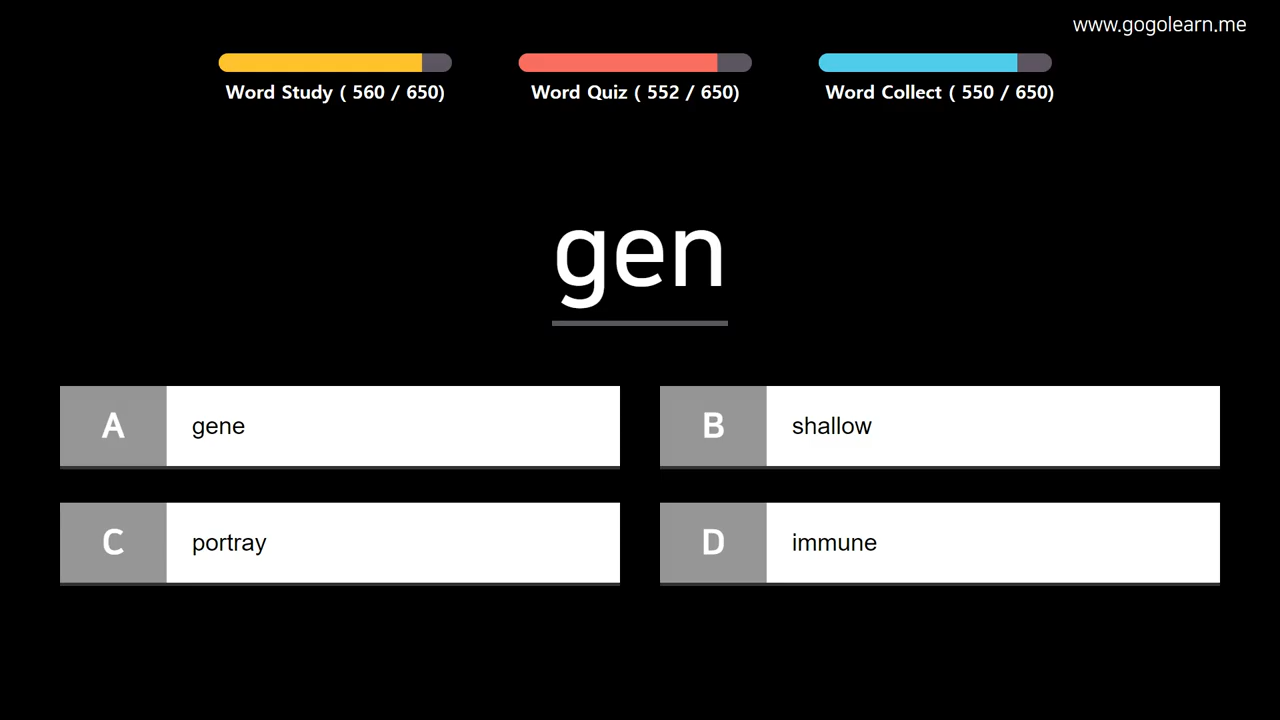 www.gogolearn.me
Word Study ( 560 / 650)
Word Quiz ( 552 / 650)
Word Collect ( 550 / 650)
gen
A gene
B shallow
C portray
D immune